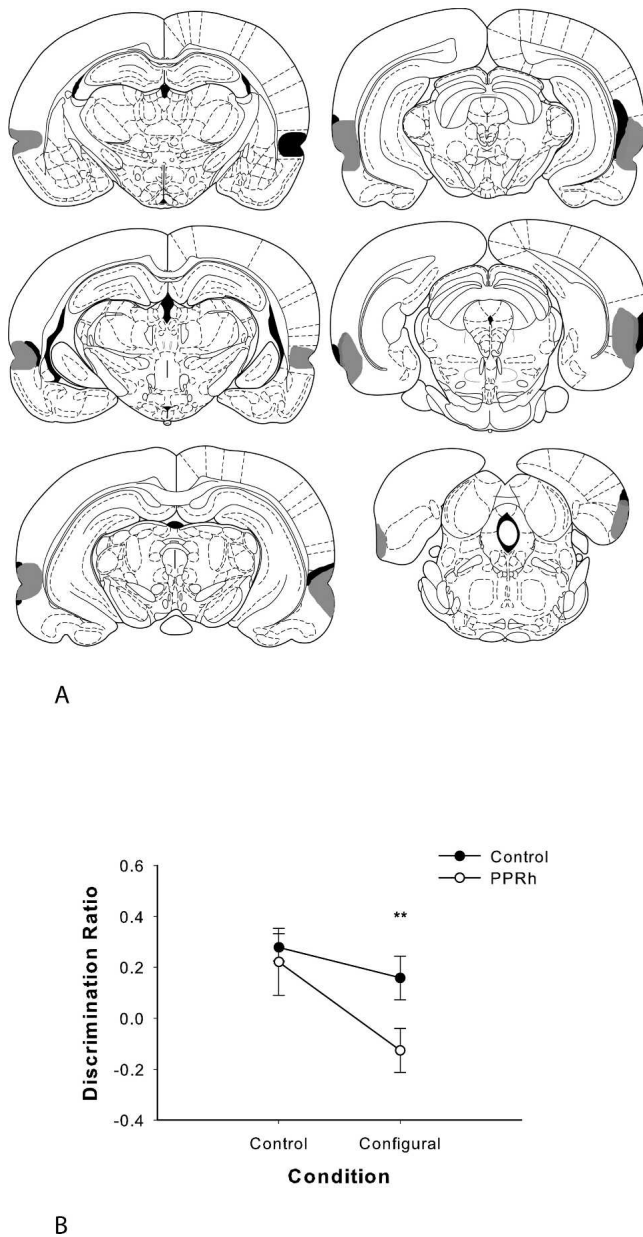 A
Control
PPRh
**
Discrimination Ratio
0.6
0.4
0.2
0.0
-0.2
-0.4
Control Configural
Condition
B